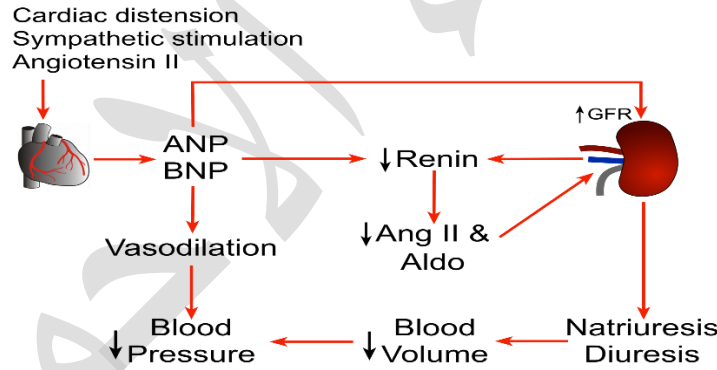 Cardiac distension
Sympathetic stimulation
Angiotensin II
↑GFR
ANP
BNP
↓Renin
Vasodilation
↓Ang II &
Aldo
↓Blood
Pressure
↓Blood
Volume
Natriuresis
Diuresis